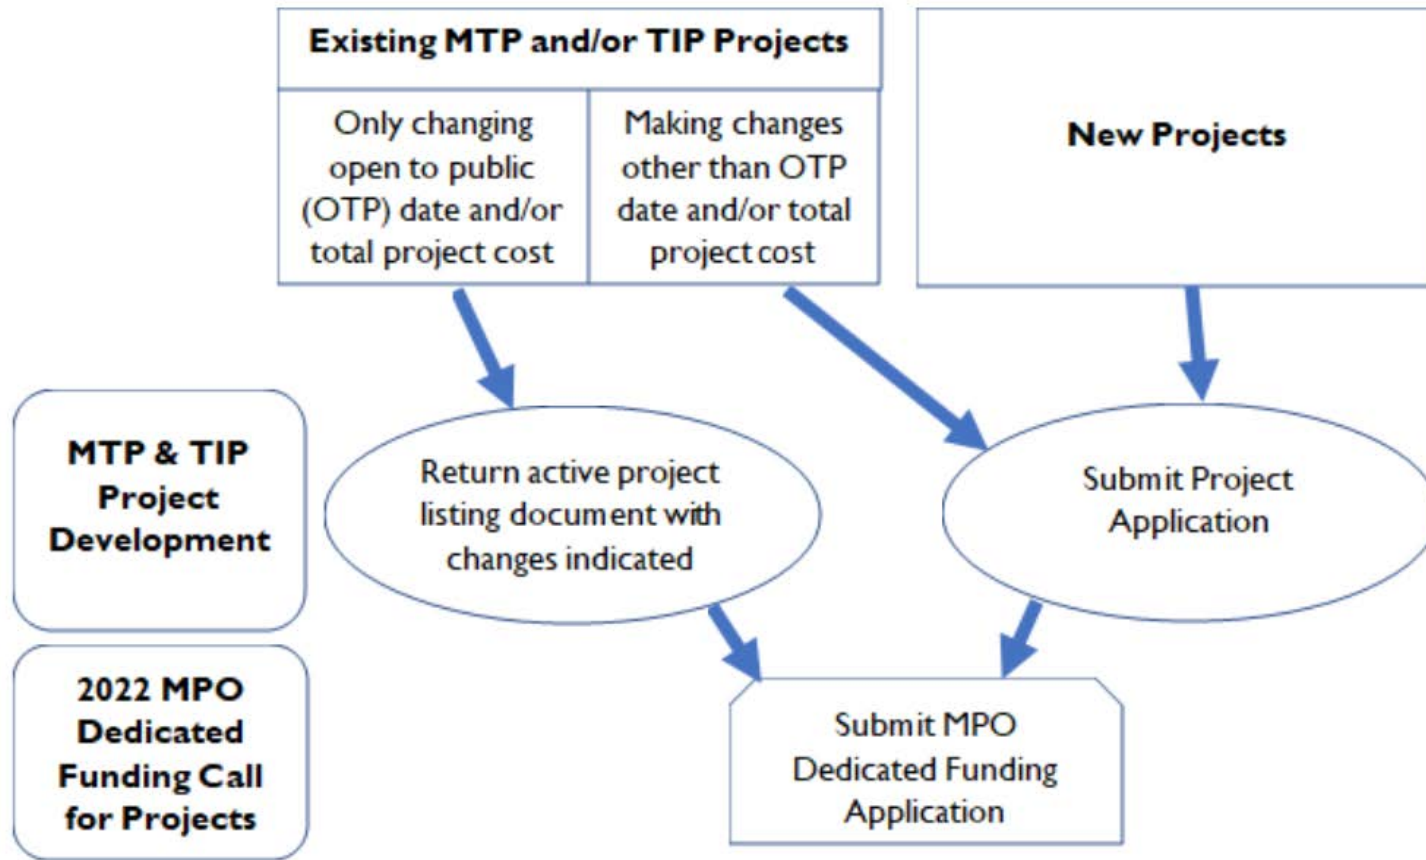 Existing MTP and/or TIP Projects
Only changing
open to public
(OTP) date and/or
total project cost
Making changes
other than OTP
date and/or total
project cost
New Projects
MTP & TIP
Project
Development
Return active project
listing document with
changes indicated
Submit Project
Application
2022 MPO
Dedicated
Funding Call
for Projects
Submit MPO
Dedicated Funding
Application